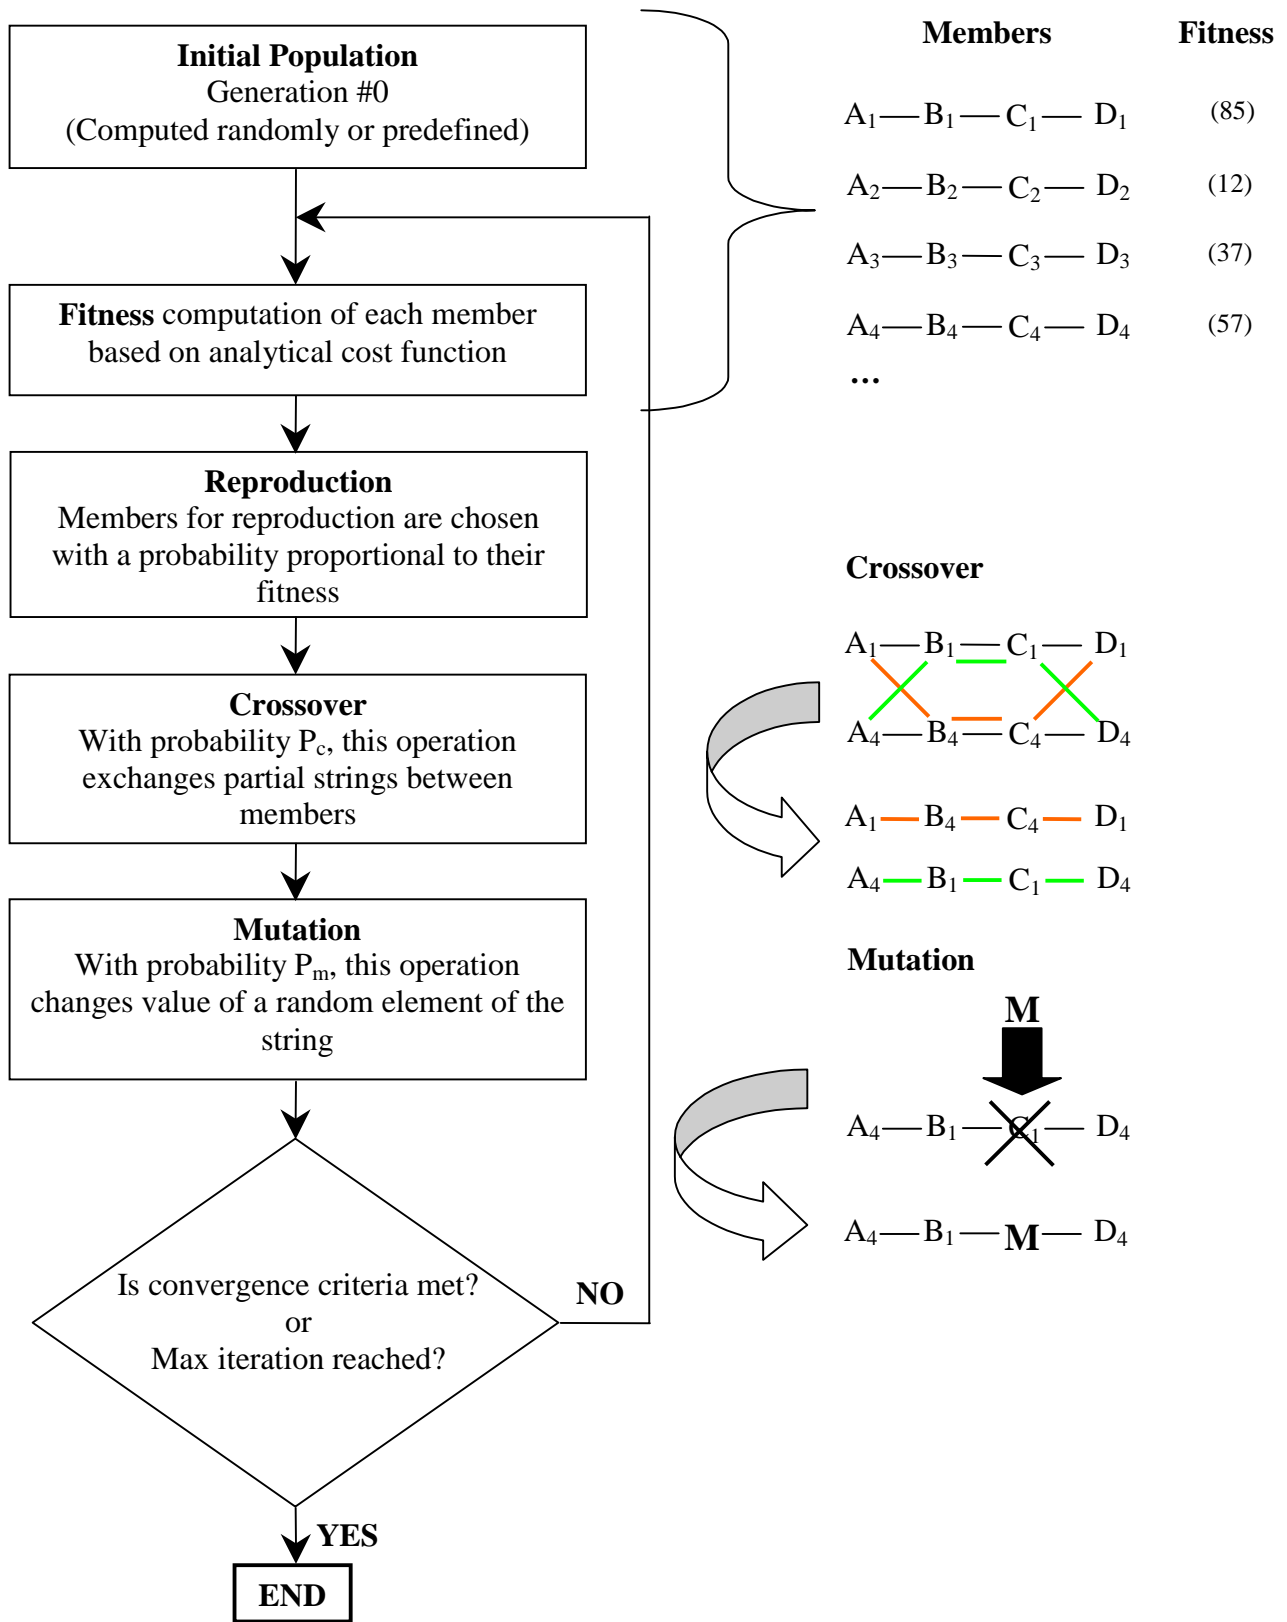 Initial Population
Generation #0
(Computed randomly or predefined)
Fitness computation of each member
based on analytical cost function
Reproduction
Members for reproduction are chosen
with a probability proportional to their
fitness
Crossover
With probability P<sub>c</sub>, this operation
exchanges partial strings between
members
Mutation
With probability P<sub>m</sub>, this operation
changes value of a random element of the
string
Is convergence criteria met?
or
Max iteration reached?
NO
YES
END
Members Fitness
A₁ — B₁ — C₁ — D₁ (85)
A₂ — B₂ — C₂ — D₂ (12)
A₃ — B₃ — C₃ — D₃ (37)
A₄ — B₄ — C₄ — D₄ (57)
...
Crossover
A₁ — B₁ — C₁ — D₁
A₄ — B₄ — C₄ — D₄
A₁ — B₄ — C₄ — D₁
A₄ — B₁ — C₁ — D₄
Mutation
M
A₄ — B₁ — C₁ — D₄
A₄ — B₁ — M — D₄